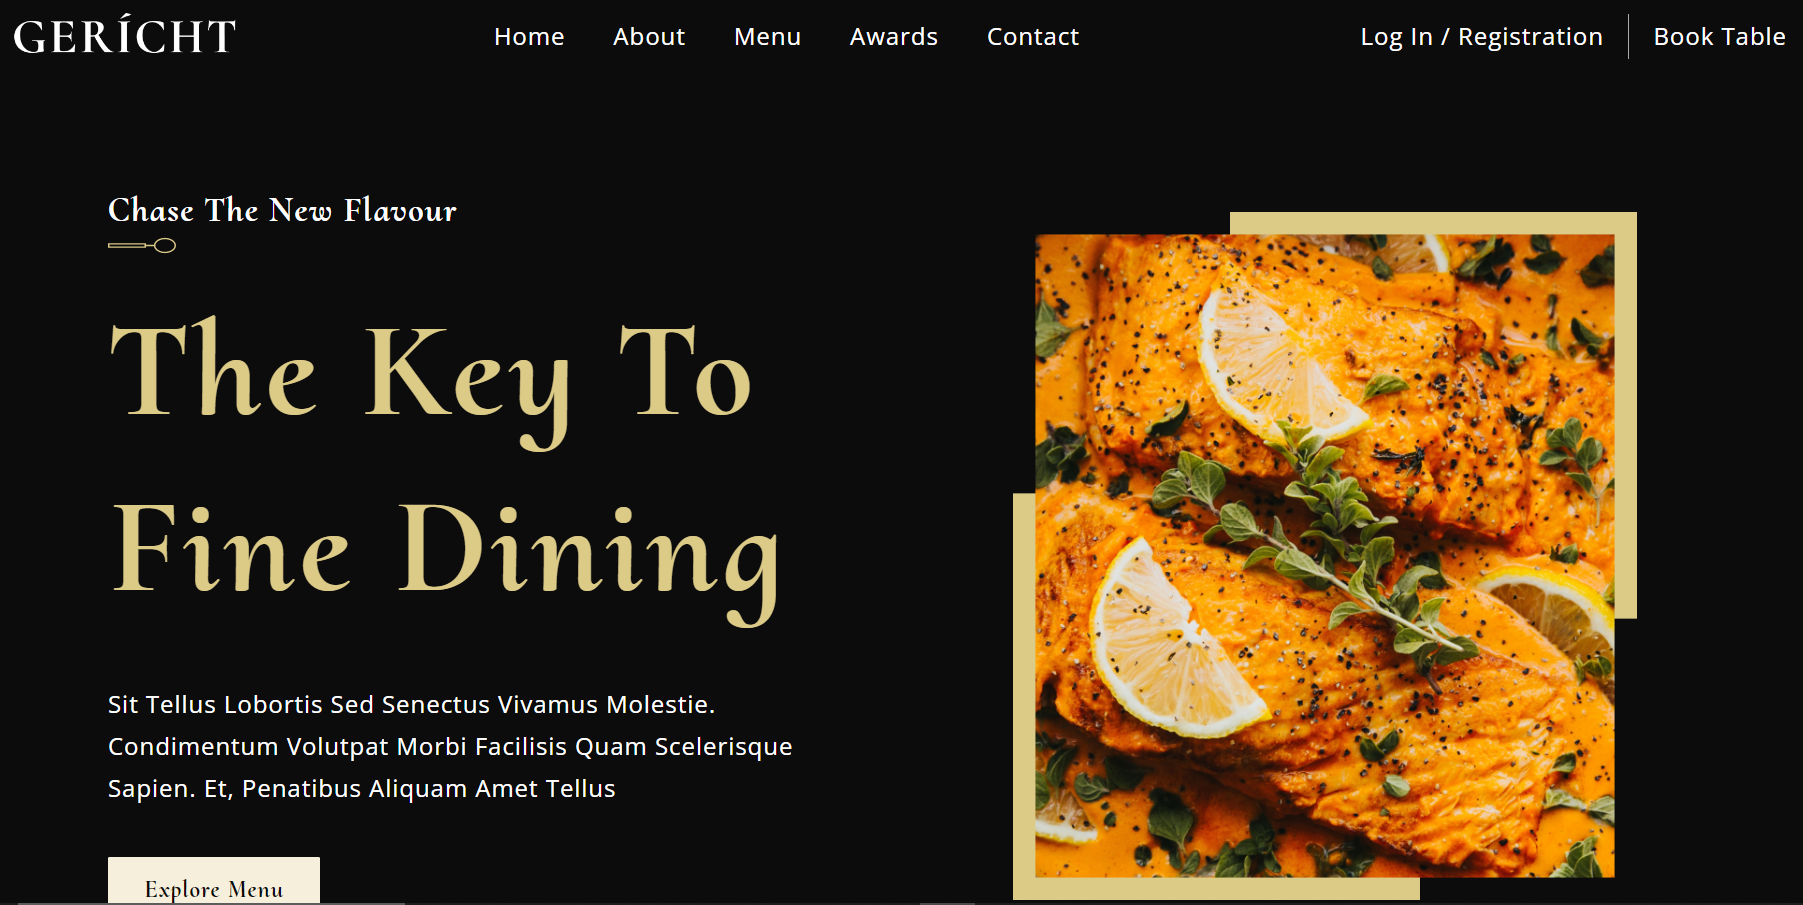 GERÍCHT
Home About Menu Awards Contact
Log In / Registration Book Table
Chase The New Flavour
The Key To
Fine Dining
Sit Tellus Lobortis Sed Senectus Vivamus Molestie.
Condimentum Volutpat Morbi Facilisis Quam Scelerisque
Sapien. Et, Penatibus Aliquam Amet Tellus
Explore Menu